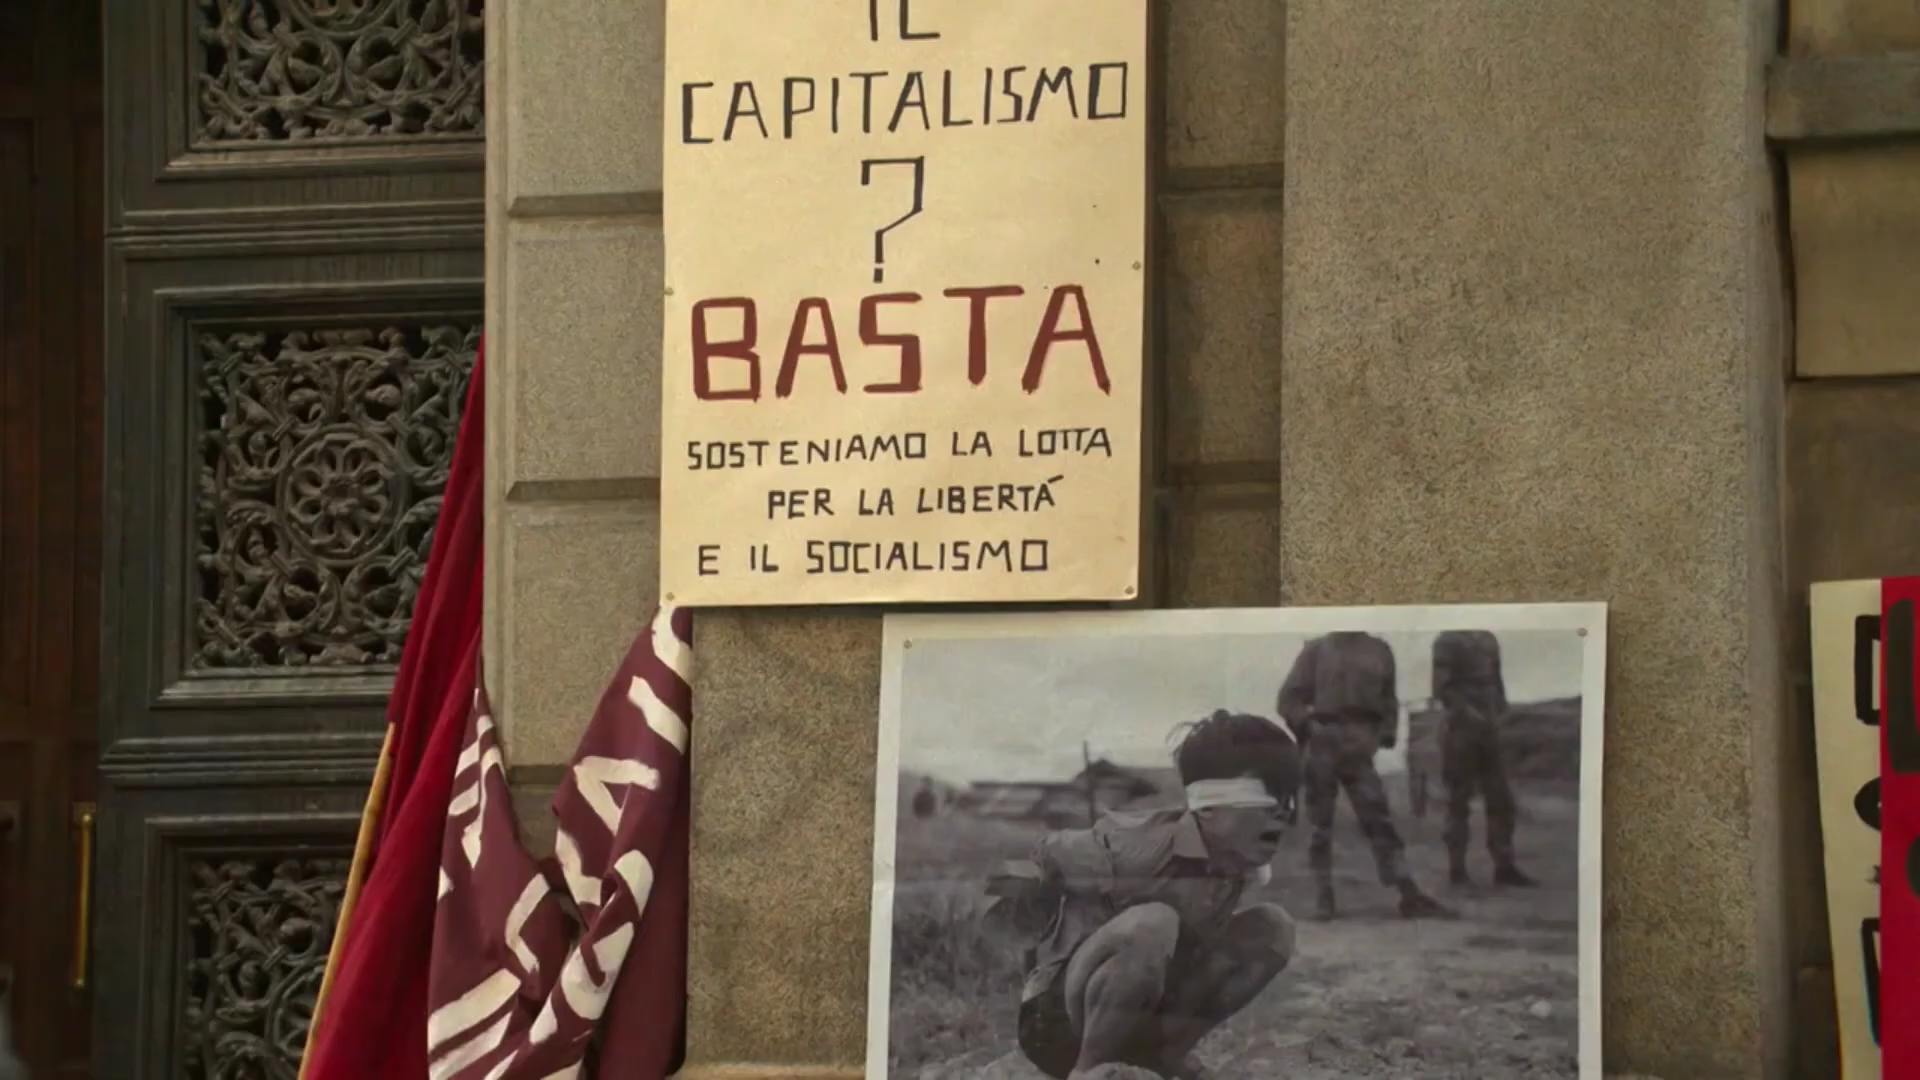 IL
CAPITALISMO
?
BASTA
SOSTENIAMO LA LOTTA
PER LA LIBERTÁ
E IL SOCIALISMO